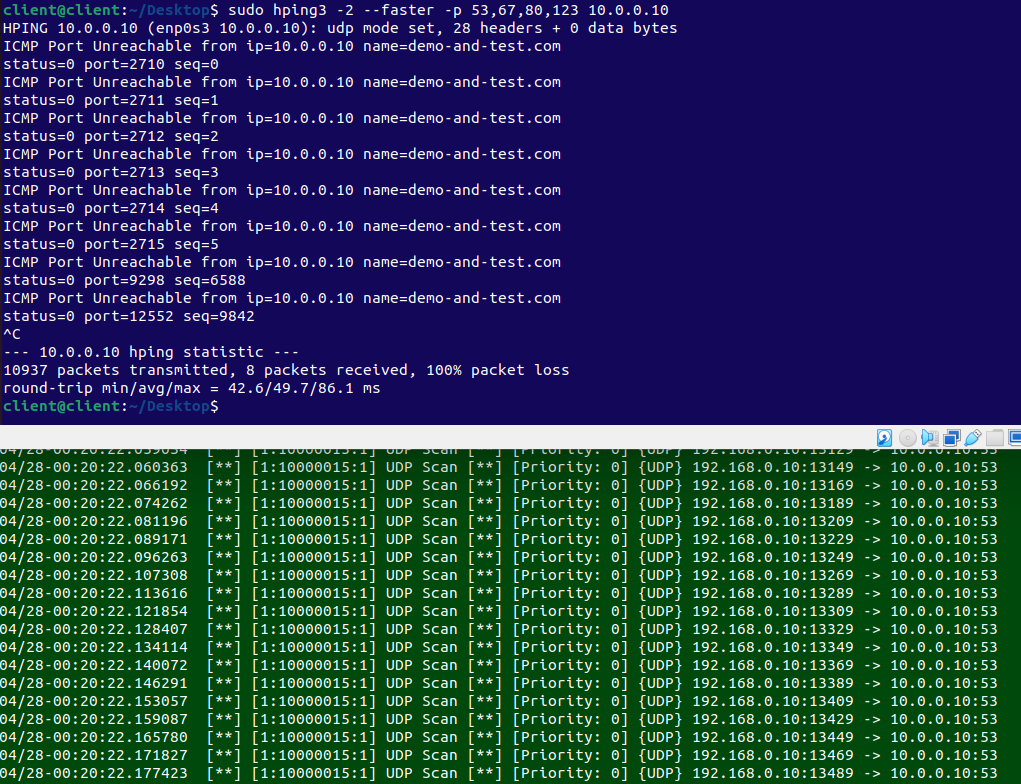 client@client:~/Desktop$ sudo hping3 -2 --faster -p 53,67,80,123 10.0.0.10
HPING 10.0.0.10 (enp0s3 10.0.0.10): udp mode set, 28 headers + 0 data bytes
ICMP Port Unreachable from ip=10.0.0.10 name=demo-and-test.com
status=0 port=2710 seq=0
ICMP Port Unreachable from ip=10.0.0.10 name=demo-and-test.com
status=0 port=2711 seq=1
ICMP Port Unreachable from ip=10.0.0.10 name=demo-and-test.com
status=0 port=2712 seq=2
ICMP Port Unreachable from ip=10.0.0.10 name=demo-and-test.com
status=0 port=2713 seq=3
ICMP Port Unreachable from ip=10.0.0.10 name=demo-and-test.com
status=0 port=2714 seq=4
ICMP Port Unreachable from ip=10.0.0.10 name=demo-and-test.com
status=0 port=2715 seq=5
ICMP Port Unreachable from ip=10.0.0.10 name=demo-and-test.com
status=0 port=9298 seq=6588
ICMP Port Unreachable from ip=10.0.0.10 name=demo-and-test.com
status=0 port=12552 seq=9842
^C
--- 10.0.0.10 hping statistic ---
10937 packets transmitted, 8 packets received, 100% packet loss
round-trip min/avg/max = 42.6/49.7/86.1 ms
client@client:~/Desktop$
[**] [1:10000015:1] UDP Scan [**] [Priority: 0] {UDP} 192.168.0.10:13129 -> 10.0.0.10:53
04/28-00:20:22.060363 [**] [1:10000015:1] UDP Scan [**] [Priority: 0] {UDP} 192.168.0.10:13149 -> 10.0.0.10:53
04/28-00:20:22.066192 [**] [1:10000015:1] UDP Scan [**] [Priority: 0] {UDP} 192.168.0.10:13169 -> 10.0.0.10:53
04/28-00:20:22.074262 [**] [1:10000015:1] UDP Scan [**] [Priority: 0] {UDP} 192.168.0.10:13189 -> 10.0.0.10:53
04/28-00:20:22.081196 [**] [1:10000015:1] UDP Scan [**] [Priority: 0] {UDP} 192.168.0.10:13209 -> 10.0.0.10:53
04/28-00:20:22.089171 [**] [1:10000015:1] UDP Scan [**] [Priority: 0] {UDP} 192.168.0.10:13229 -> 10.0.0.10:53
04/28-00:20:22.096263 [**] [1:10000015:1] UDP Scan [**] [Priority: 0] {UDP} 192.168.0.10:13249 -> 10.0.0.10:53
04/28-00:20:22.107308 [**] [1:10000015:1] UDP Scan [**] [Priority: 0] {UDP} 192.168.0.10:13269 -> 10.0.0.10:53
04/28-00:20:22.113616 [**] [1:10000015:1] UDP Scan [**] [Priority: 0] {UDP} 192.168.0.10:13289 -> 10.0.0.10:53
04/28-00:20:22.121854 [**] [1:10000015:1] UDP Scan [**] [Priority: 0] {UDP} 192.168.0.10:13309 -> 10.0.0.10:53
04/28-00:20:22.128407 [**] [1:10000015:1] UDP Scan [**] [Priority: 0] {UDP} 192.168.0.10:13329 -> 10.0.0.10:53
04/28-00:20:22.134114 [**] [1:10000015:1] UDP Scan [**] [Priority: 0] {UDP} 192.168.0.10:13349 -> 10.0.0.10:53
04/28-00:20:22.140072 [**] [1:10000015:1] UDP Scan [**] [Priority: 0] {UDP} 192.168.0.10:13369 -> 10.0.0.10:53
04/28-00:20:22.146291 [**] [1:10000015:1] UDP Scan [**] [Priority: 0] {UDP} 192.168.0.10:13389 -> 10.0.0.10:53
04/28-00:20:22.153057 [**] [1:10000015:1] UDP Scan [**] [Priority: 0] {UDP} 192.168.0.10:13409 -> 10.0.0.10:53
04/28-00:20:22.159087 [**] [1:10000015:1] UDP Scan [**] [Priority: 0] {UDP} 192.168.0.10:13429 -> 10.0.0.10:53
04/28-00:20:22.165780 [**] [1:10000015:1] UDP Scan [**] [Priority: 0] {UDP} 192.168.0.10:13449 -> 10.0.0.10:53
04/28-00:20:22.171827 [**] [1:10000015:1] UDP Scan [**] [Priority: 0] {UDP} 192.168.0.10:13469 -> 10.0.0.10:53
04/28-00:20:22.177423 [**] [1:10000015:1] UDP Scan [**] [Priority: 0] {UDP} 192.168.0.10:13489 -> 10.0.0.10:53